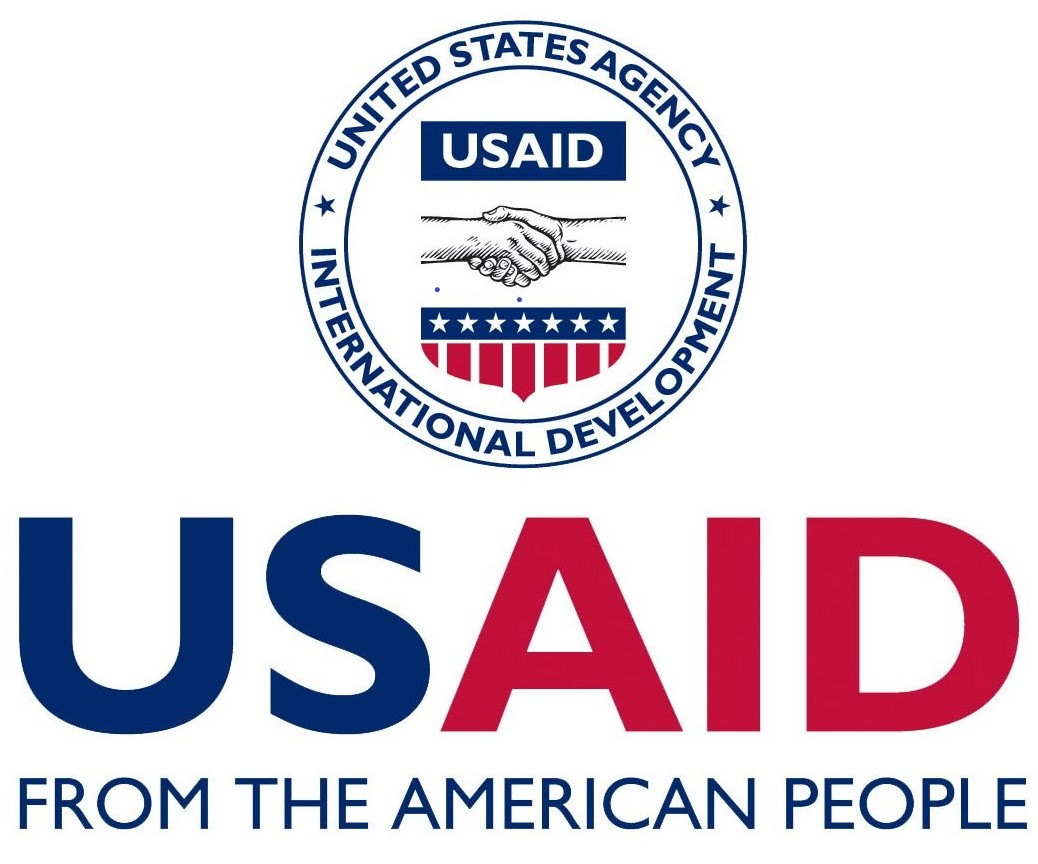 UNITED STATES AGENCY
USAID
INTERNATIONAL DEVELOPMENT
USAID
FROM THE AMERICAN PEOPLE